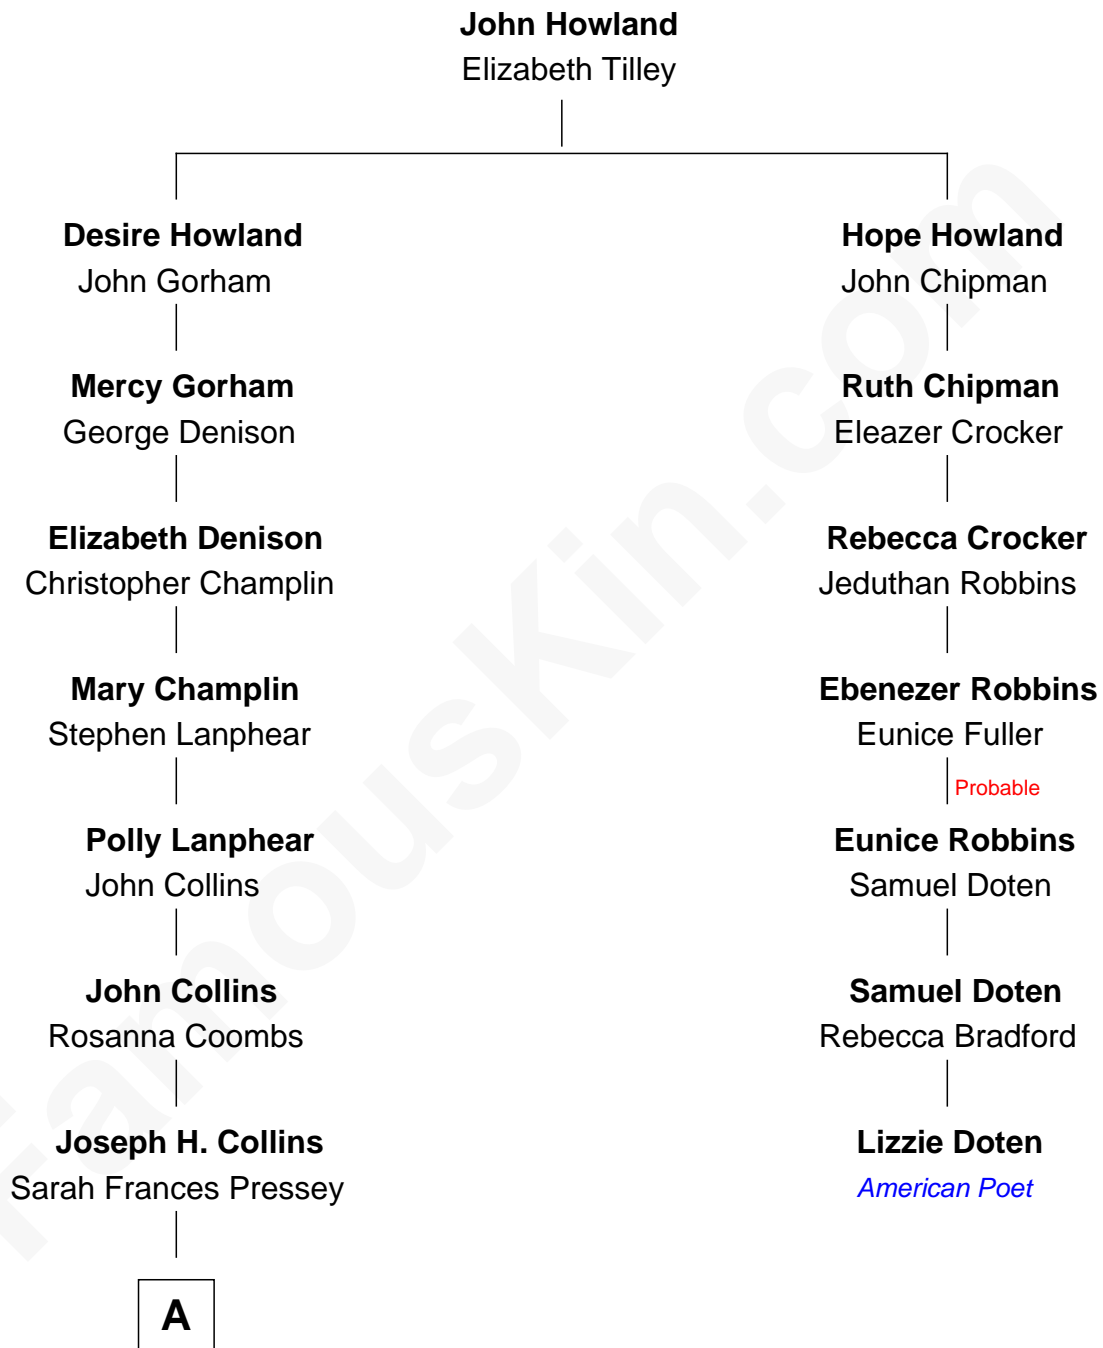 John Howland
Elizabeth Tilley
Desire Howland
John Gorham
Mercy Gorham
George Denison
Elizabeth Denison
Christopher Champlin
Mary Champlin
Stephen Lanphear
Polly Lanphear
John Collins
John Collins
Rosanna Coombs
Joseph H. Collins
Sarah Frances Pressey
A
Hope Howland
John Chipman
Ruth Chipman
Eleazer Crocker
Rebecca Crocker
Jeduthan Robbins
Ebenezer Robbins
Eunice Fuller
Probable
Eunice Robbins
Samuel Doten
Samuel Doten
Rebecca Bradford
Lizzie Doten
American Poet
FamousKin.com